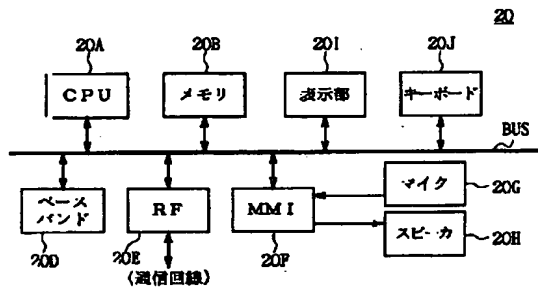 20
20A
20B
20I
20J
CPU
メモリ
表示部
キーボード
BUS
ベース
バンド
RF
MMI
マイク
スピーカ
20G
20H
20D
20E
20F
(通信回線)